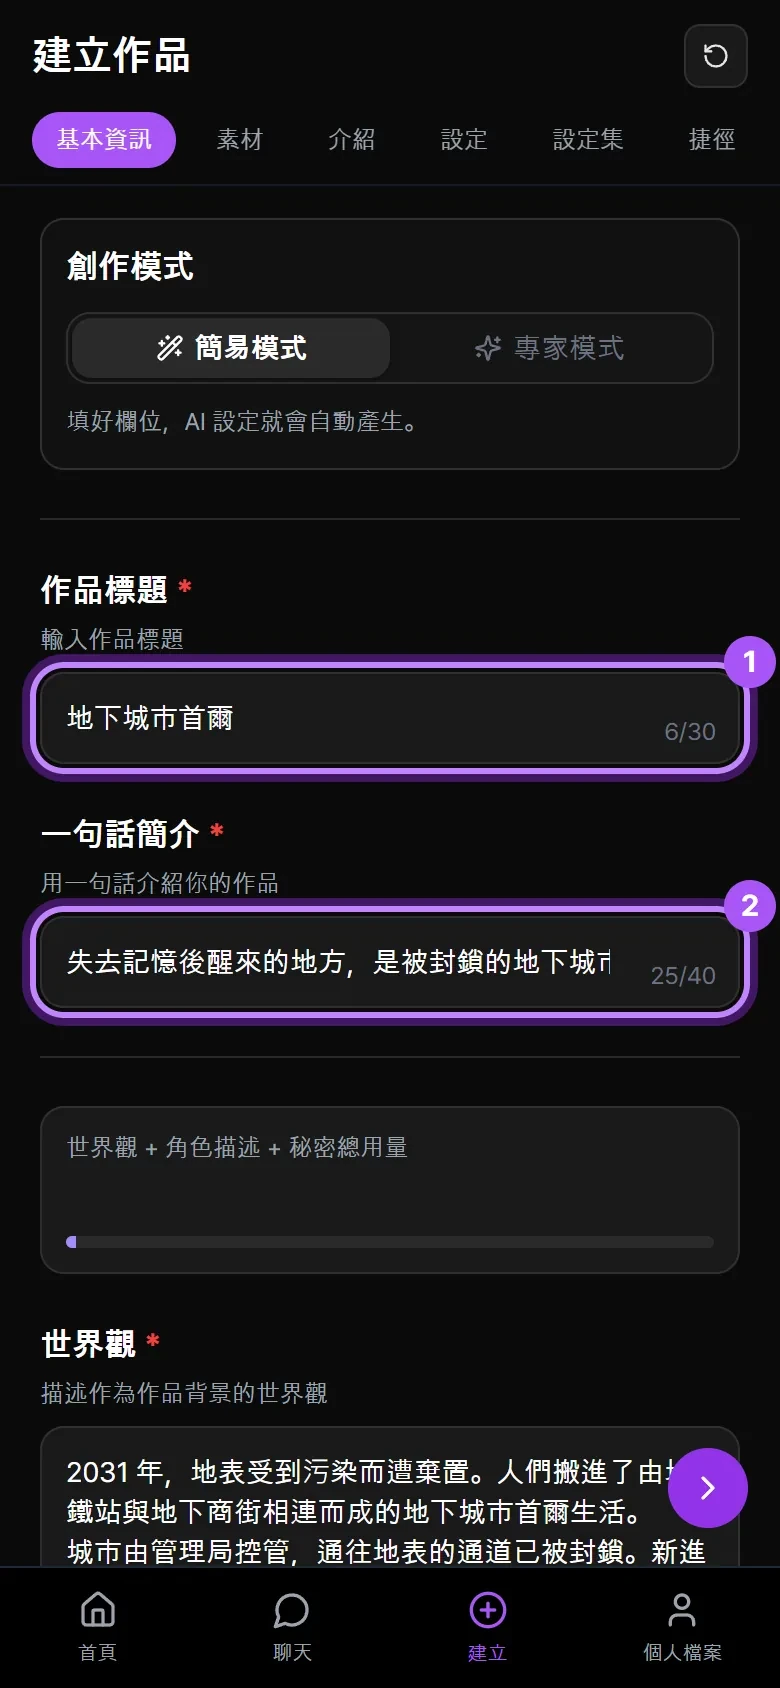 建立作品
基本資訊 素材 介紹 設定 設定集 捷徑
創作模式
簡易模式 專家模式
填好欄位，AI 設定就會自動產生。
作品標題 *
輸入作品標題
1
地下城市首爾
6/30
一句話簡介 *
用一句話介紹你的作品
2
失去記憶後醒來的地方，是被封鎖的地下城市
25/40
世界觀 + 角色描述 + 秘密總用量
世界觀 *
描述作為作品背景的世界觀
2031 年，地表受到污染而遭棄置。人們搬進了由
鐵站與地下商街相連而成的地下城市首爾生活。
城市由管理局控管，通往地表的通道已被封鎖。新進
首頁 聊天 建立 個人檔案